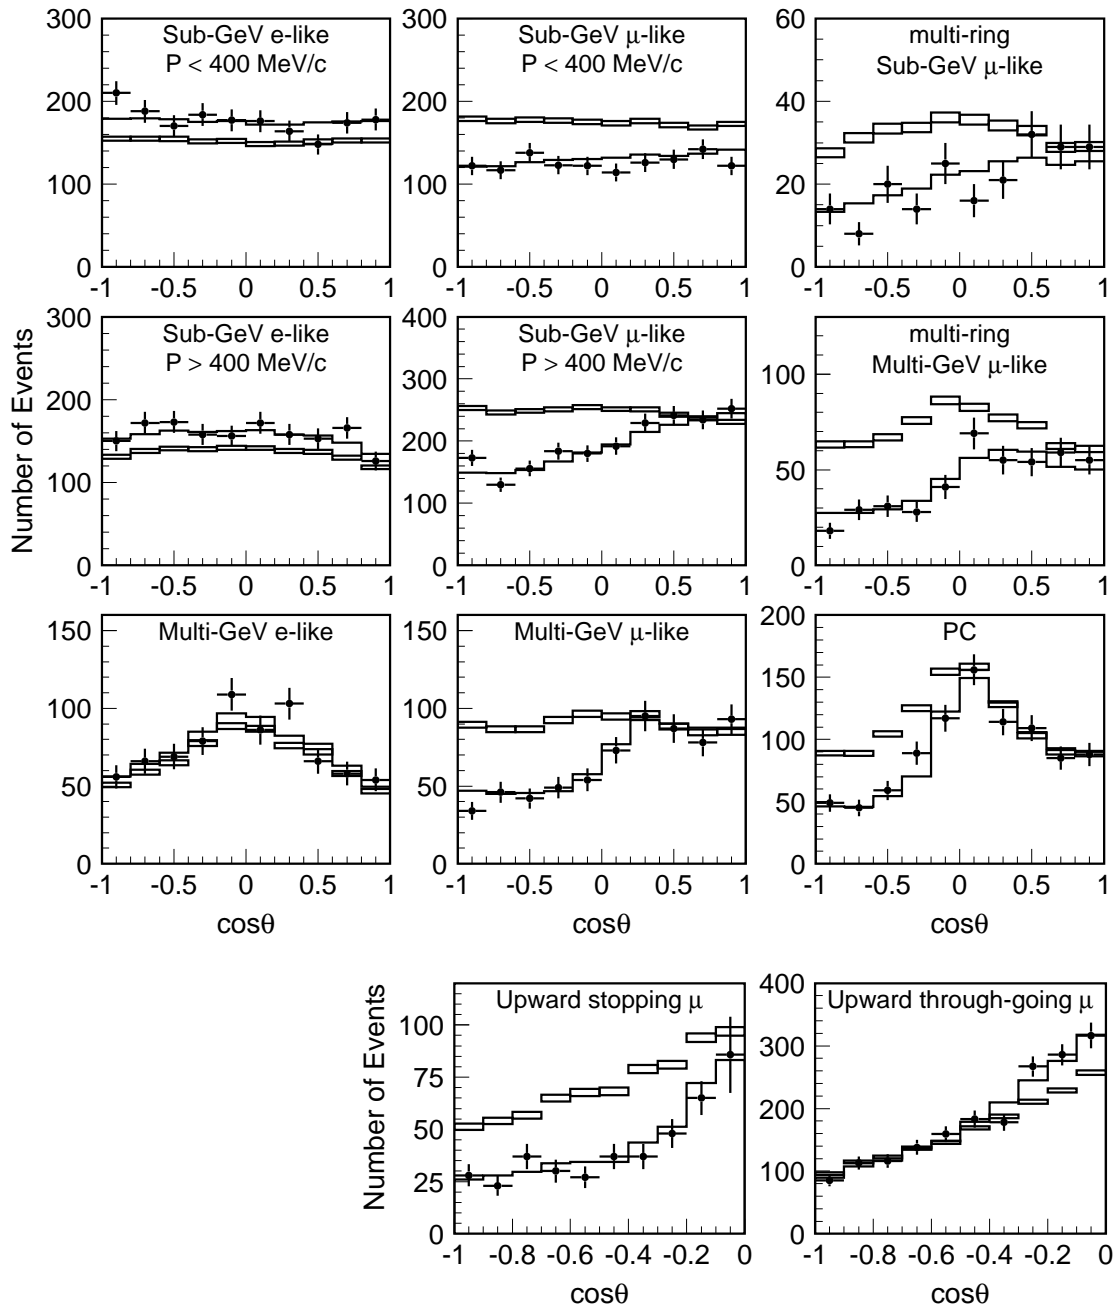 Sub-GeV e-like
P < 400 MeV/c
300
200
100
0
-1 -0.5 0 0.5 1
Sub-GeV μ-like
P < 400 MeV/c
300
200
100
0
-1 -0.5 0 0.5 1
multi-ring
Sub-GeV μ-like
60
40
20
0
-1 -0.5 0 0.5 1
Number of Events
Sub-GeV e-like
P > 400 MeV/c
300
200
100
0
-1 -0.5 0 0.5 1
Sub-GeV μ-like
P > 400 MeV/c
400
300
200
100
0
-1 -0.5 0 0.5 1
multi-ring
Multi-GeV μ-like
100
50
0
-1 -0.5 0 0.5 1
Multi-GeV e-like
150
100
50
0
-1 -0.5 0 0.5 1
cosθ
Multi-GeV μ-like
150
100
50
0
-1 -0.5 0 0.5 1
cosθ
PC
200
150
100
50
0
-1 -0.5 0 0.5 1
cosθ
Number of Events
Upward stopping μ
100
75
50
25
0
-1 -0.8 -0.6 -0.4 -0.2 0
cosθ
Upward through-going μ
400
300
200
100
0
-1 -0.8 -0.6 -0.4 -0.2 0
cosθ